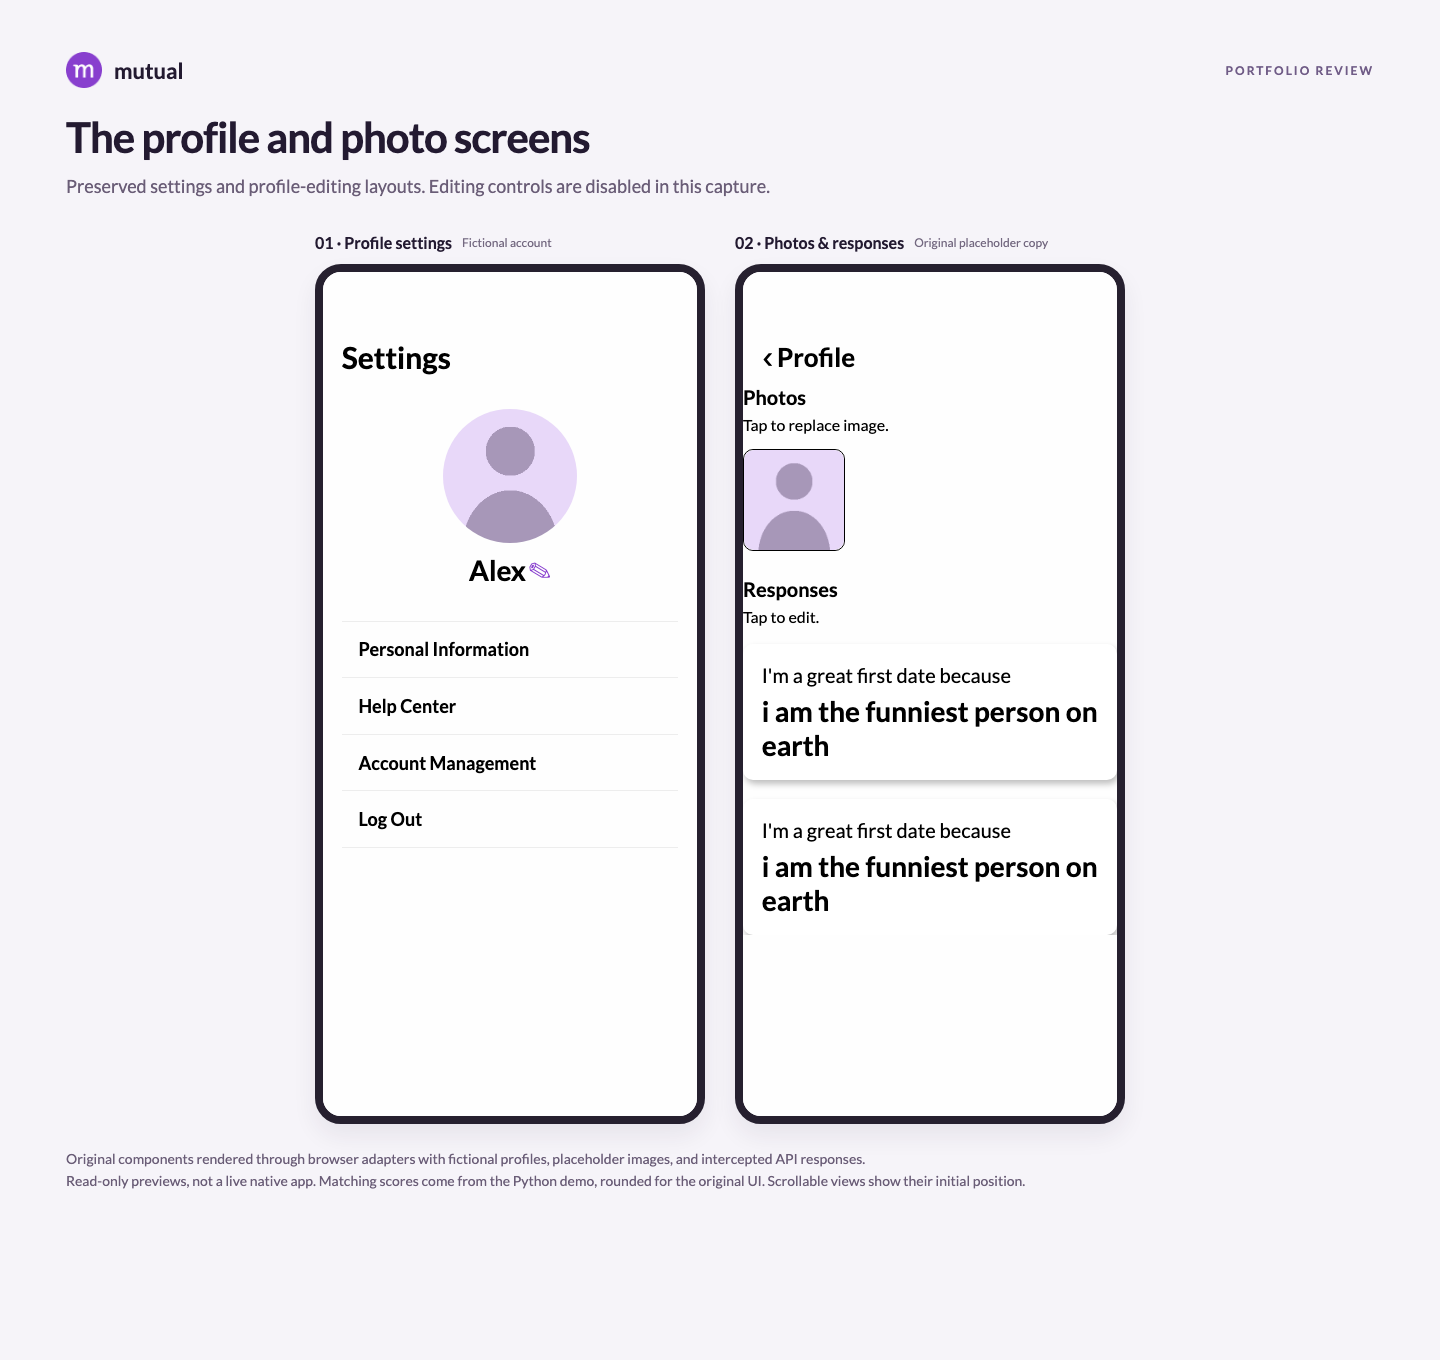 m mutual
PORTFOLIO REVIEW
The profile and photo screens
Preserved settings and profile-editing layouts. Editing controls are disabled in this capture.
01 · Profile settings Fictional account
Settings
Alex
Personal Information
Help Center
Account Management
Log Out
02 · Photos & responses Original placeholder copy
‹ Profile
Photos
Tap to replace image.
Responses
Tap to edit.
I'm a great first date because
i am the funniest person on
earth
I'm a great first date because
i am the funniest person on
earth
Original components rendered through browser adapters with fictional profiles, placeholder images, and intercepted API responses.
Read-only previews, not a live native app. Matching scores come from the Python demo, rounded for the original UI. Scrollable views show their initial position.